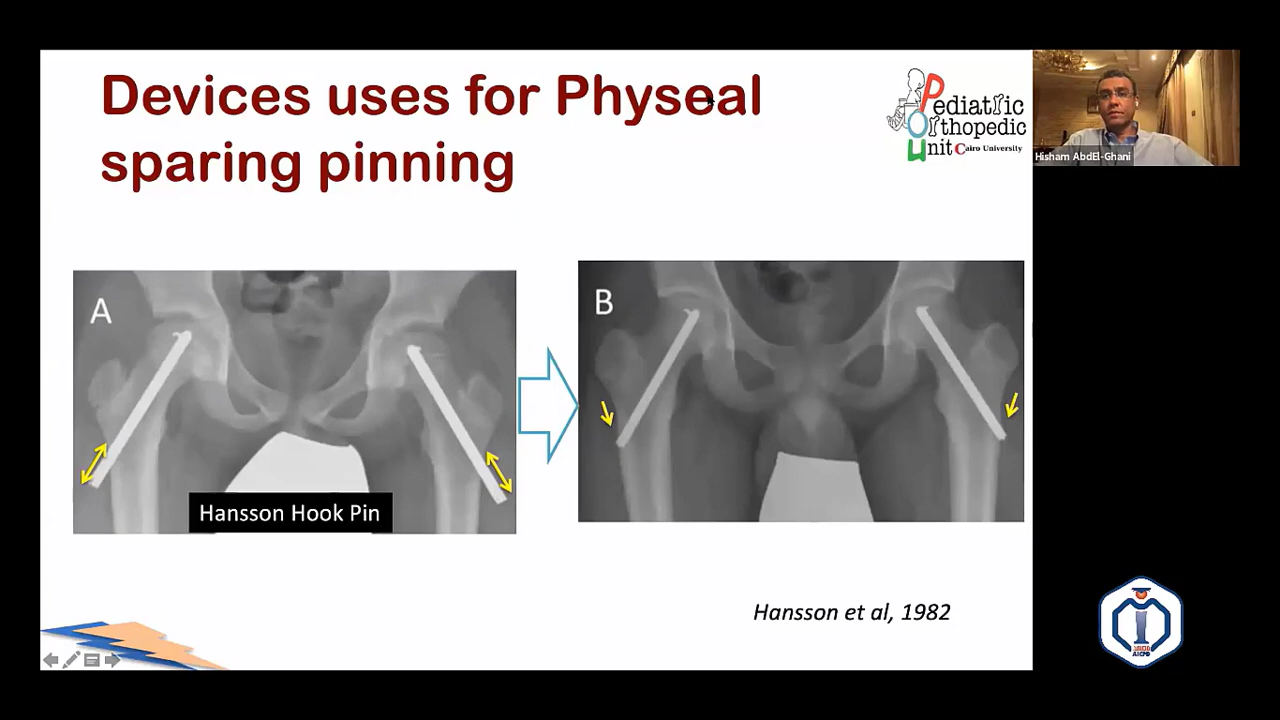 Devices uses for Physeal
sparing pinning
Pediatric
Orthopedic
Unit Cairo University
Hisham AbdEl-Ghani
A
B
Hansson Hook Pin
Hansson et al, 1982